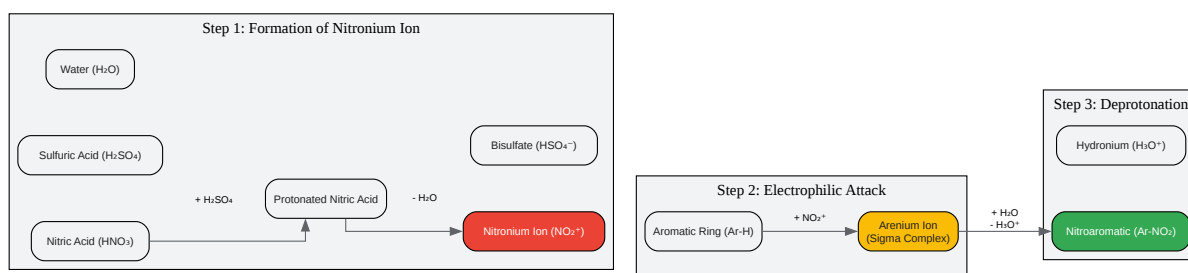 Step 1: Formation of Nitronium Ion
Water (H₂O)
Sulfuric Acid (H₂SO₄)
Bisulfate (HSO₄⁻)
+ H₂SO₄
Protonated Nitric Acid
- H₂O
Nitric Acid (HNO₃)
Nitronium Ion (NO₂⁺)
Step 2: Electrophilic Attack
Aromatic Ring (Ar-H)
+ NO₂⁺
Arenium Ion
(Sigma Complex)
+ H₂O
- H₃O⁺
Step 3: Deprotonation
Hydronium (H₃O⁺)
Nitroaromatic (Ar-NO₂)